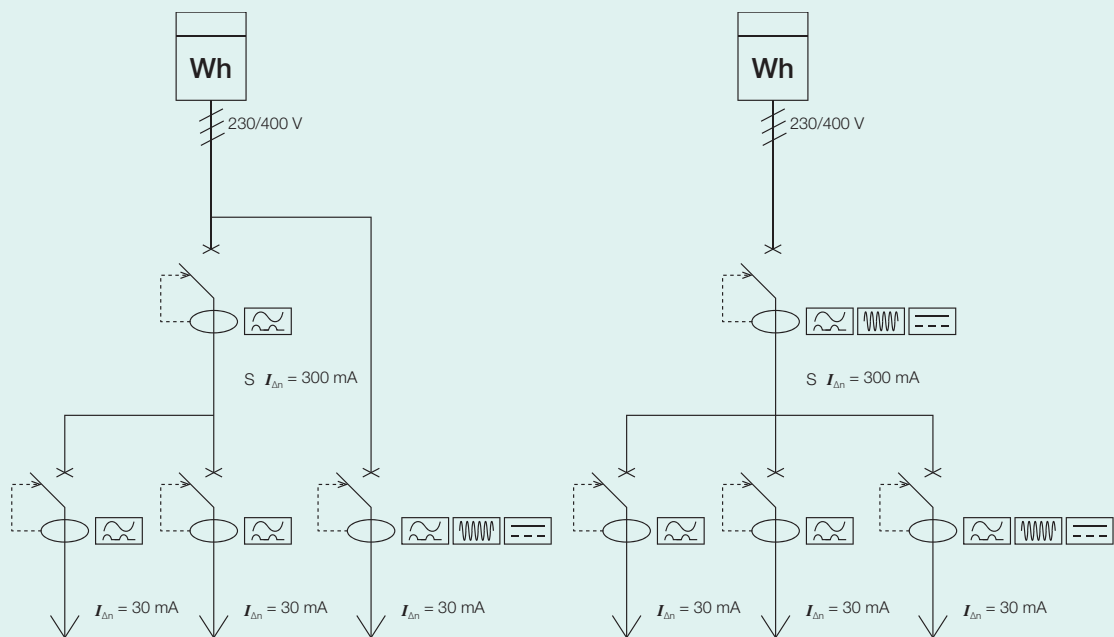 Wh
Wh
230/400 V
230/400 V
S IΔn = 300 mA
S IΔn = 300 mA
IΔn = 30 mA
IΔn = 30 mA
IΔn = 30 mA
IΔn = 30 mA
IΔn = 30 mA
IΔn = 30 mA